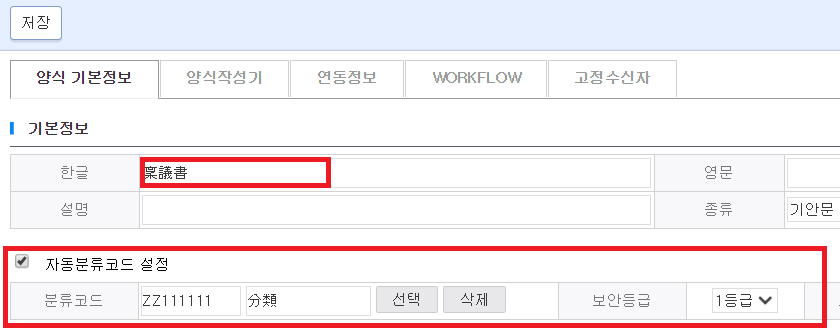 저장
양식 기본정보 양식작성기 연동정보 WORKFLOW 고정수신자
기본정보
한글 稟議書 영문
설명 종류 기안문
자동분류코드 설정
분류코드 ZZ111111 分類 선택 삭제 보안등급 1등급